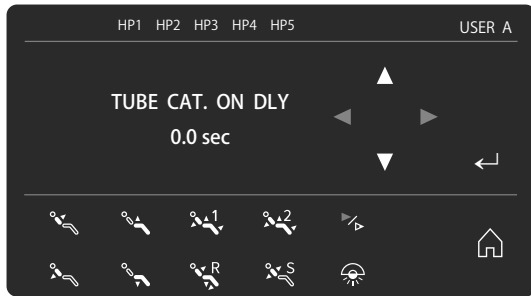 HP1 HP2 HP3 HP4 HP5 USER A
TUBE CAT. ON DLY
0.0 sec
1 2
R S